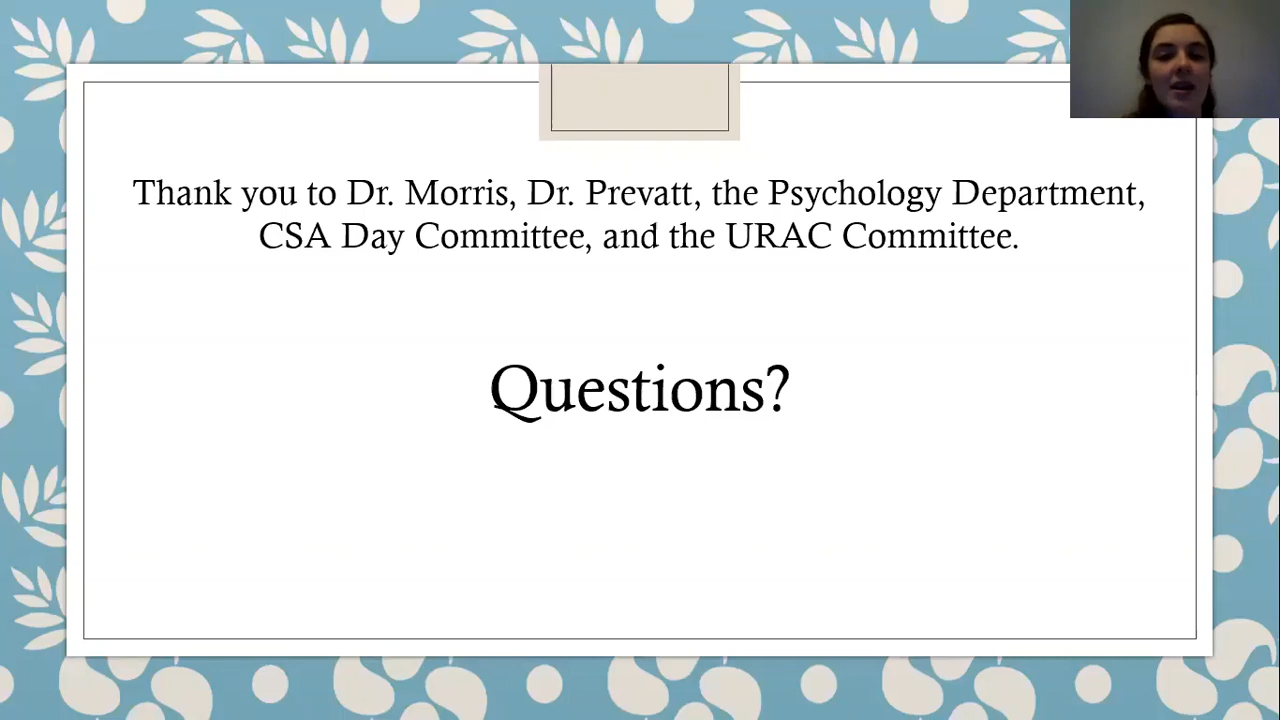 Thank you to Dr. Morris, Dr. Prevatt, the Psychology Department,
CSA Day Committee, and the URAC Committee.
Questions?